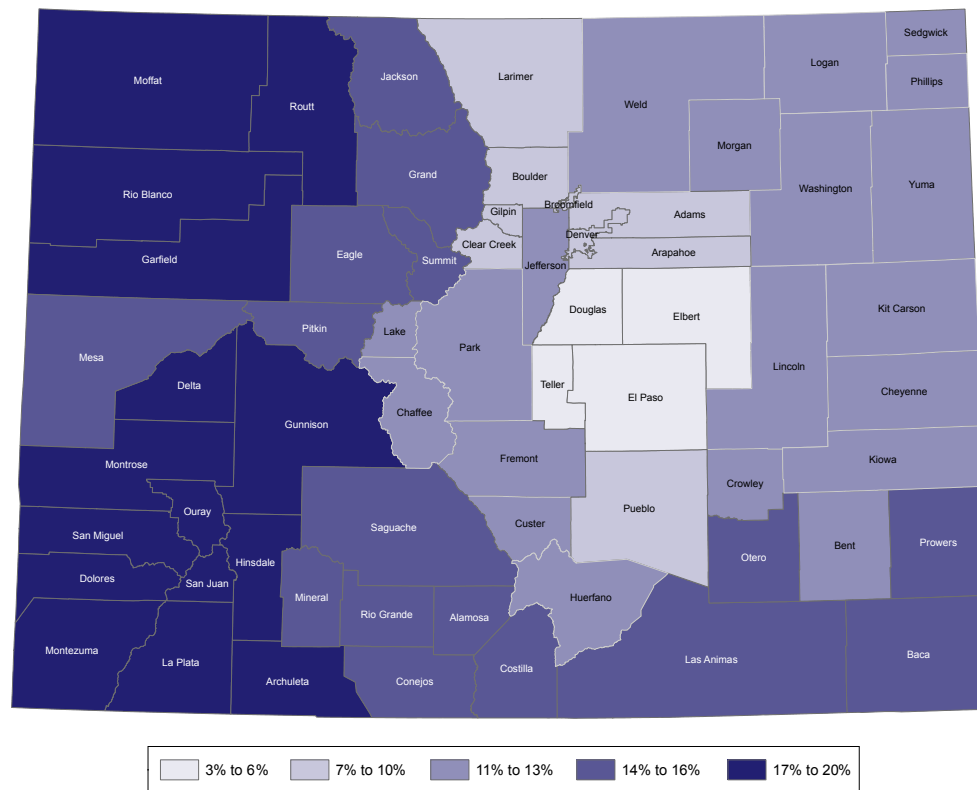 Sedgwick
Logan
Larimer
Jackson
Moffat
Phillips
Routt
Weld
Morgan
Grand
Boulder
Yuma
Washington
Rio Blanco
Broomfield
Gilpin
Adams
Denver
Clear Creek
Arapahoe
Eagle
Garfield
Summit
Jefferson
Kit Carson
Douglas
Elbert
Pitkin
Lake
Park
Mesa
Lincoln
Delta
Teller
Cheyenne
El Paso
Chaffee
Gunnison
Fremont
Kiowa
Montrose
Crowley
Pueblo
Ouray
Custer
Saguache
San Miguel
Bent
Prowers
Otero
Hinsdale
Dolores
San Juan
Mineral
Huerfano
Rio Grande
Alamosa
Montezuma
La Plata
Las Animas
Baca
Costilla
Archuleta
Conejos
3% to 6% 7% to 10% 11% to 13% 14% to 16% 17% to 20%